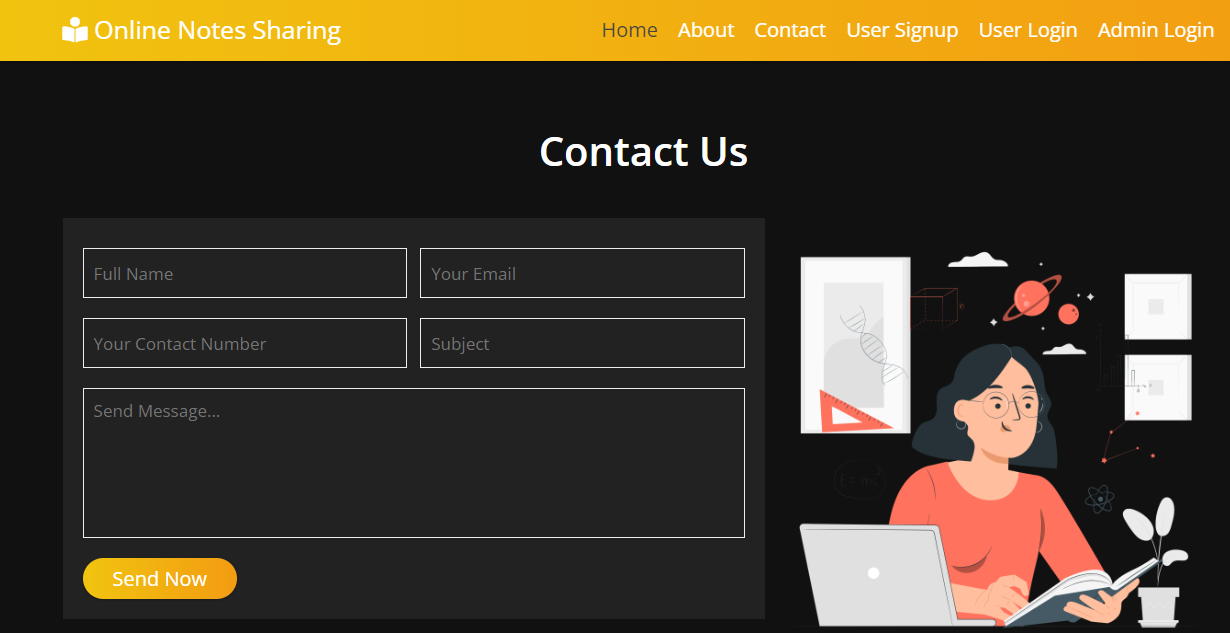 Online Notes Sharing
Home About Contact User Signup User Login Admin Login
Contact Us
Full Name
Your Email
Your Contact Number
Subject
Send Message...
Send Now
E = mc²